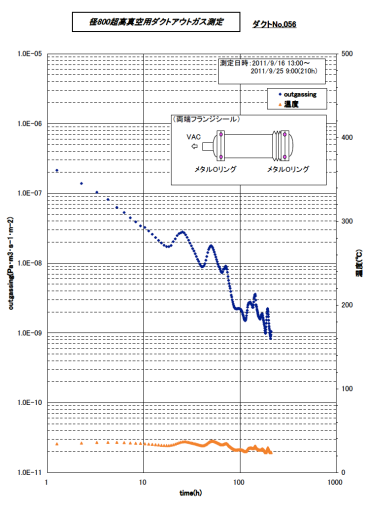 径800超高真空用ダクトアウトガス測定 ダクトNo.056
測定日時:2011/9/16 13:00~
2011/9/25 9:00(210h)
outgassing
温度
(両端フランジシール)
VAC
メタルOリング メタルOリング
outgassing(Pa・m3・s-1・m-2)
1.0E-05
1.0E-06
1.0E-07
1.0E-08
1.0E-09
1.0E-10
1.0E-11
500
400
300
200
100
0
温度(℃)
1 10 100 1000
time(h)